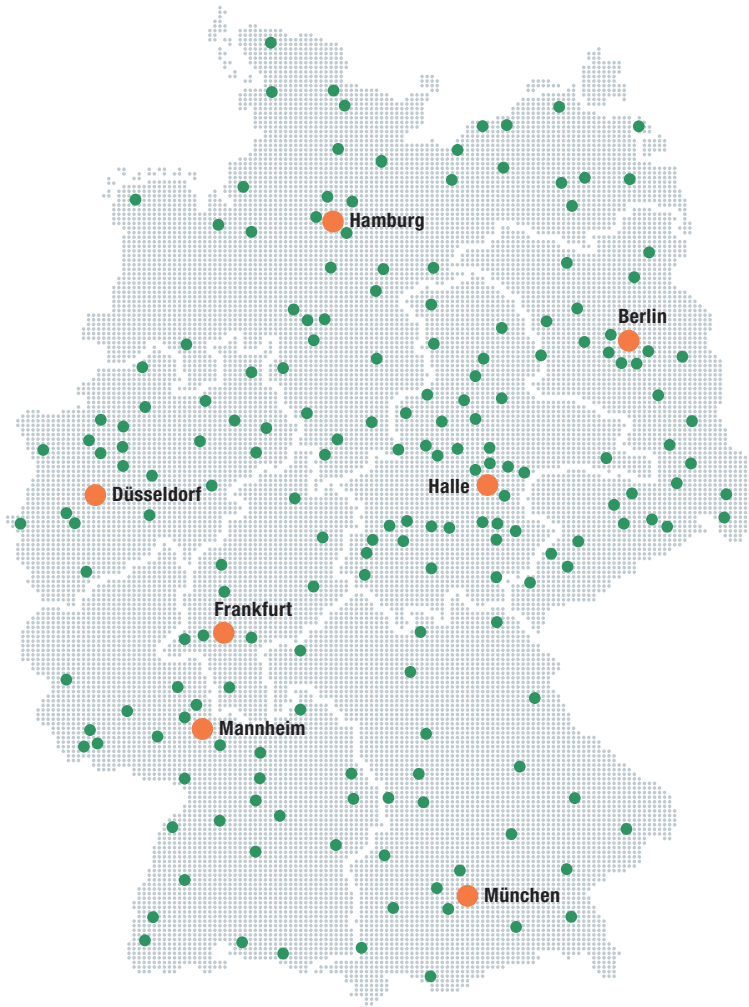 Hamburg
Berlin
Halle
Düsseldorf
Frankfurt
Mannheim
München